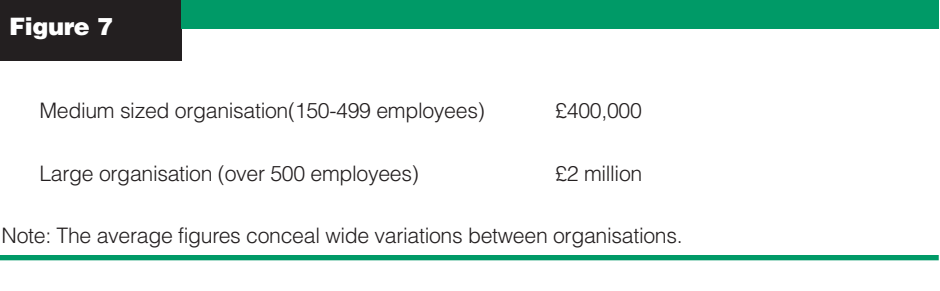 Figure 7
Medium sized organisation(150-499 employees) £400,000
Large organisation (over 500 employees) £2 million
Note: The average figures conceal wide variations between organisations.